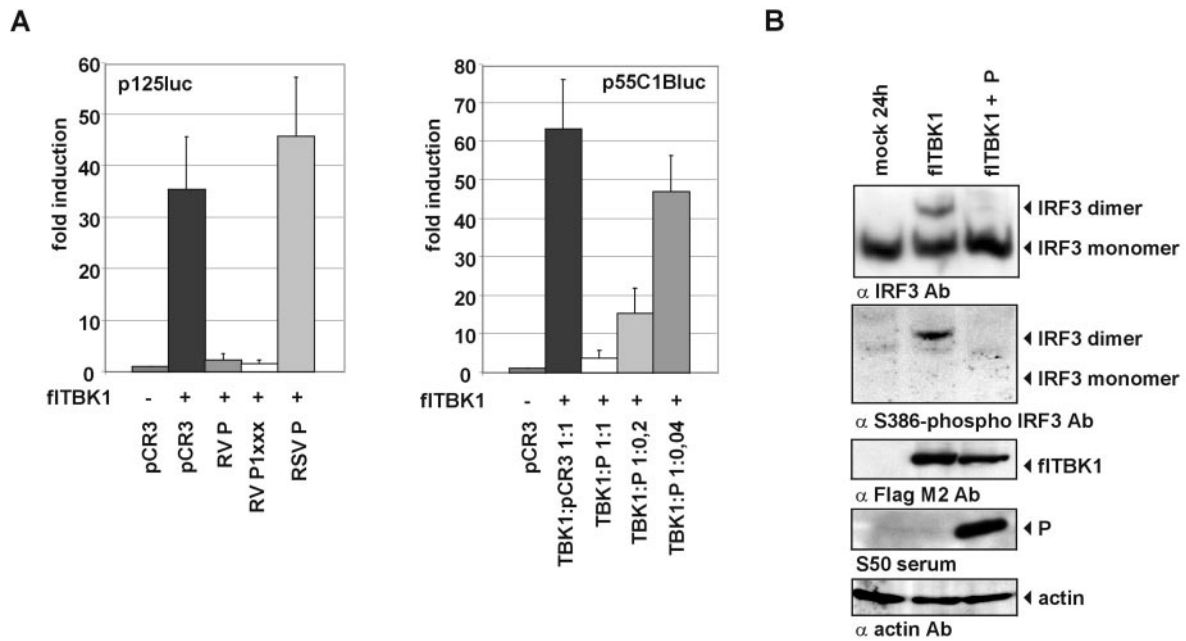 A
p125luc
fold induction
60
50
40
30
20
10
0
flTBK1
- + + + +
pCR3
pCR3
RV P
RV P1xxx
RSV P
p55C1Bluc
fold induction
80
70
60
50
40
30
20
10
0
flTBK1
- + + + +
pCR3
TBK1:pCR3 1:1
TBK1:P 1:1
TBK1:P 1:0,2
TBK1:P 1:0,04
B
mock 24h
flTBK1
flTBK1 + P
IRF3 dimer
IRF3 monomer
α IRF3 Ab
IRF3 dimer
IRF3 monomer
α S386-phospho IRF3 Ab
flTBK1
α Flag M2 Ab
P
S50 serum
actin
α actin Ab